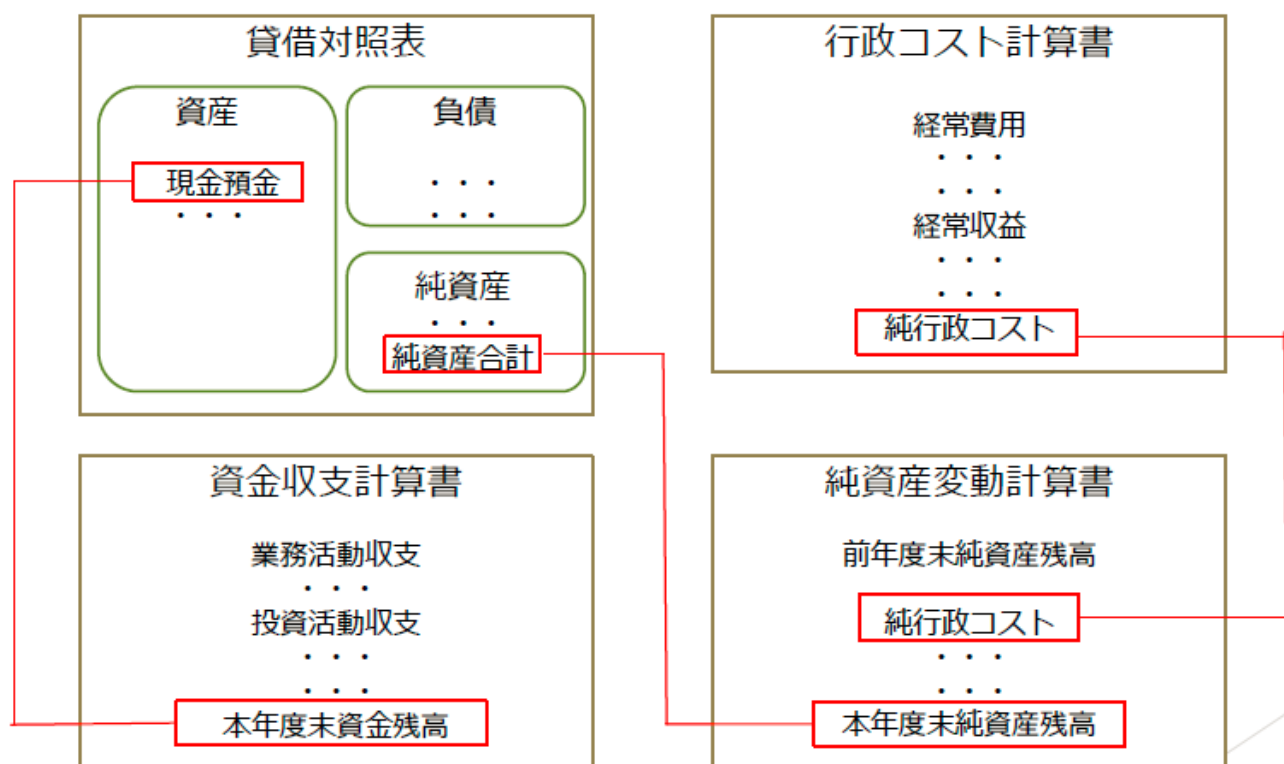 貸借対照表
資産
現金預金
・・・
負債
・・・
・・・
純資産
・・・
純資産合計
行政コスト計算書
経常費用
・・・
・・・
経常収益
・・・
・・・
純行政コスト
資金収支計算書
業務活動収支
・・・
投資活動収支
・・・
・・・
本年度末資金残高
純資産変動計算書
前年度末純資産残高
純行政コスト
・・・
・・・
本年度末純資産残高